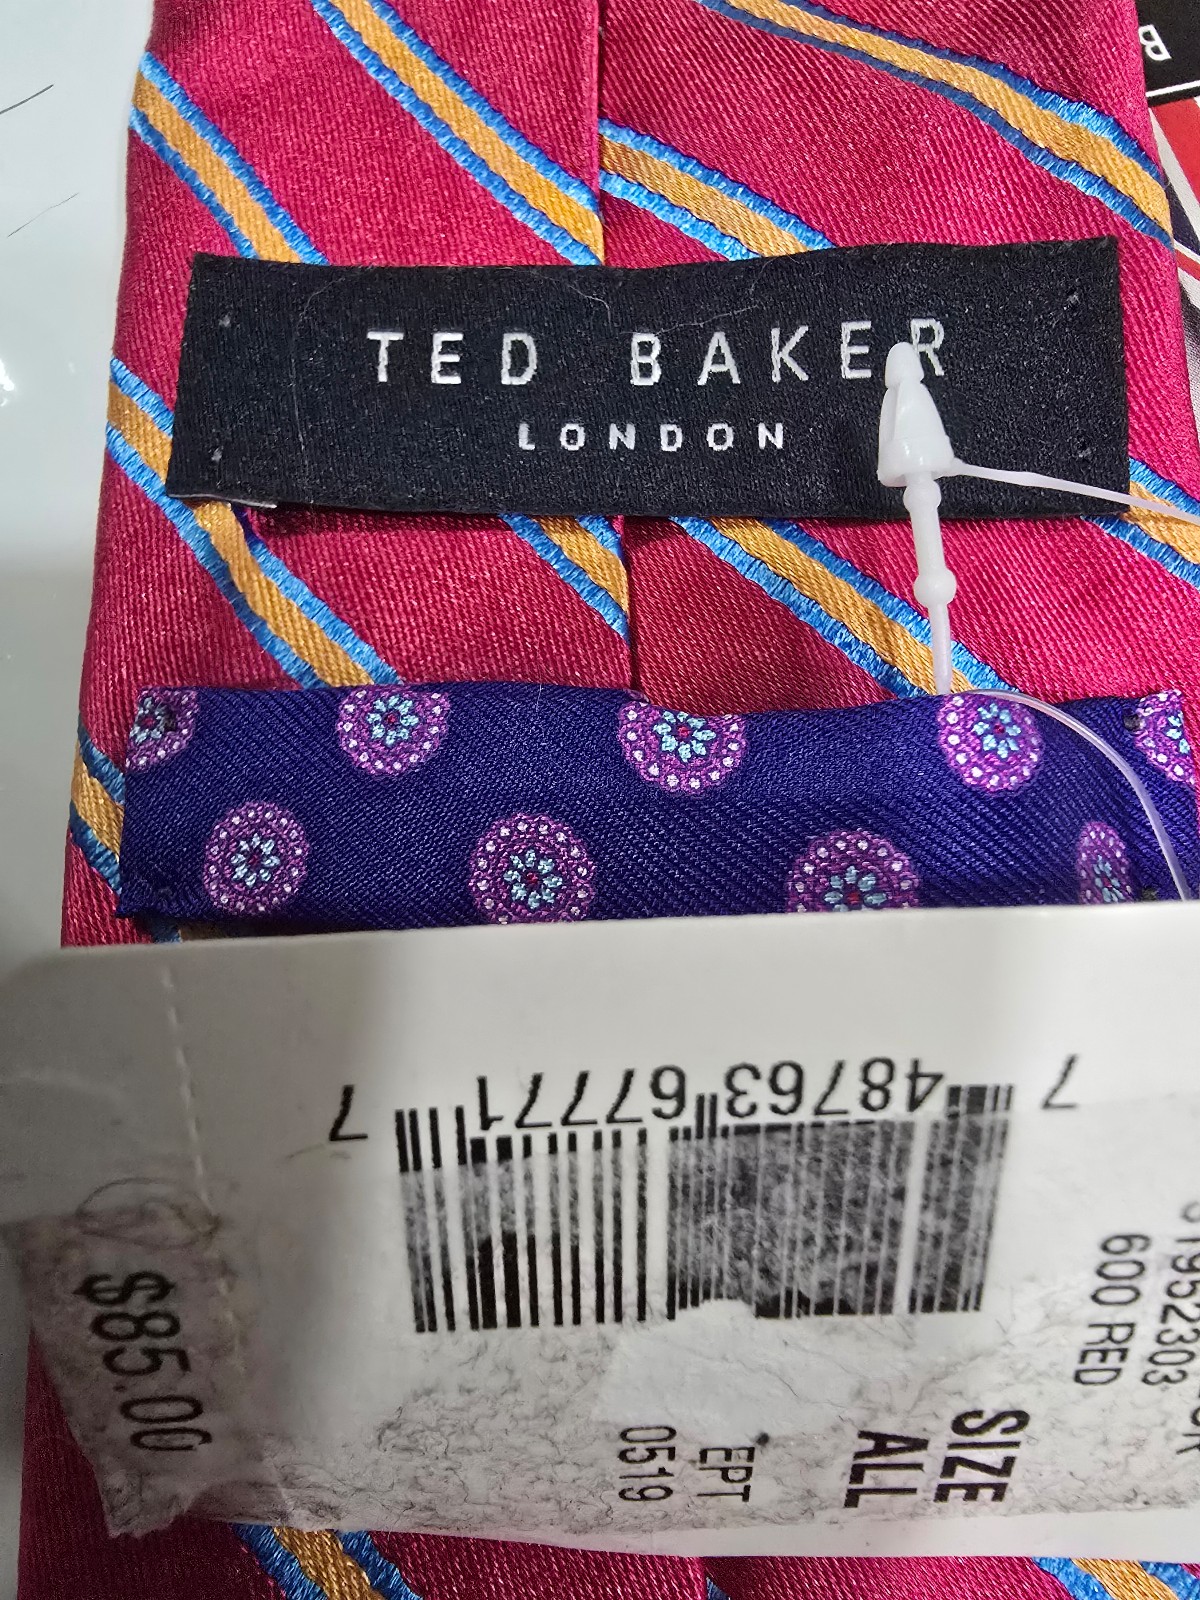 B
TED BAKER
LONDON
7 48763 67771 7
$85.00
600 RED
SIZE
ALL
EPT
0519